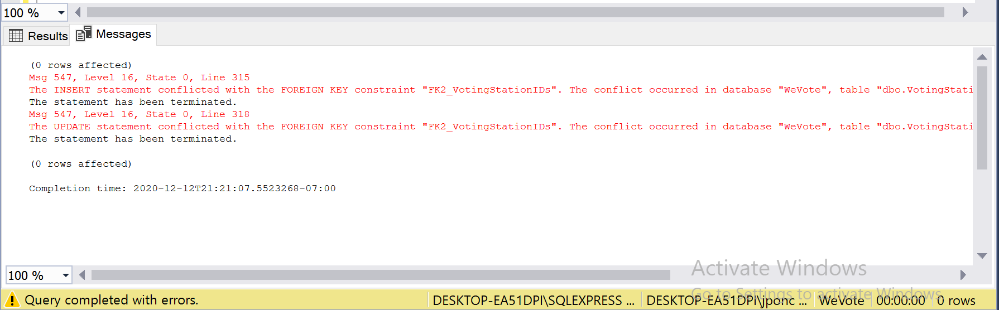 100 %
Results Messages
(0 rows affected)
Msg 547, Level 16, State 0, Line 315
The INSERT statement conflicted with the FOREIGN KEY constraint "FK2_VotingStationIDs". The conflict occurred in database "WeVote", table "dbo.VotingStati
The statement has been terminated.
Msg 547, Level 16, State 0, Line 318
The UPDATE statement conflicted with the FOREIGN KEY constraint "FK2_VotingStationIDs". The conflict occurred in database "WeVote", table "dbo.VotingStati
The statement has been terminated.
(0 rows affected)
Completion time: 2020-12-12T21:21:07.5523268-07:00
100 %
Activate Windows
Go to Settings to activate Windows.
Query completed with errors. DESKTOP-EA51DPI\SQLEXPRESS ... DESKTOP-EA51DPI\jponc ... WeVote 00:00:00 0 rows